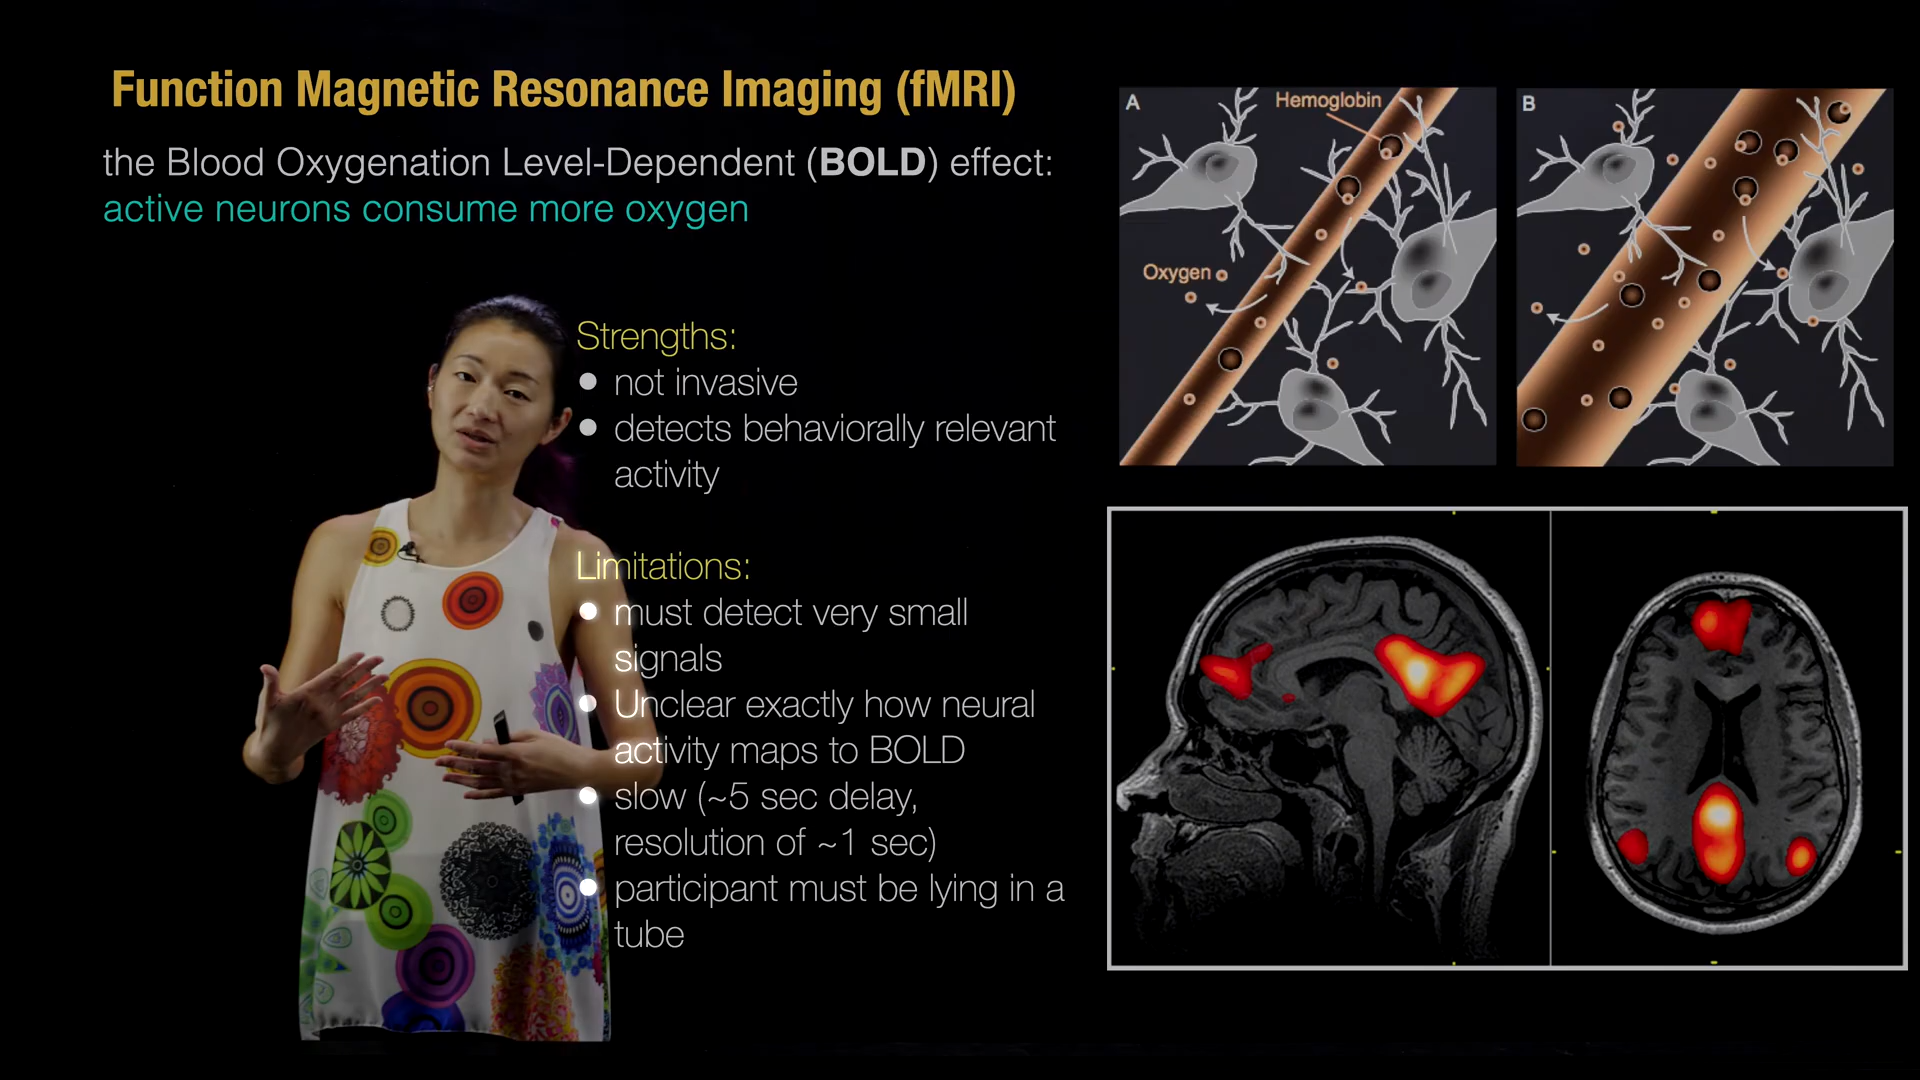 Function Magnetic Resonance Imaging (fMRI)
the Blood Oxygenation Level-Dependent (BOLD) effect:
active neurons consume more oxygen
Strengths:
● not invasive
● detects behaviorally relevant
activity
Limitations:
● must detect very small
signals
● Unclear exactly how neural
activity maps to BOLD
● slow (~5 sec delay,
resolution of ~1 sec)
● participant must be lying in a
tube
A
Hemoglobin
Oxygen
B